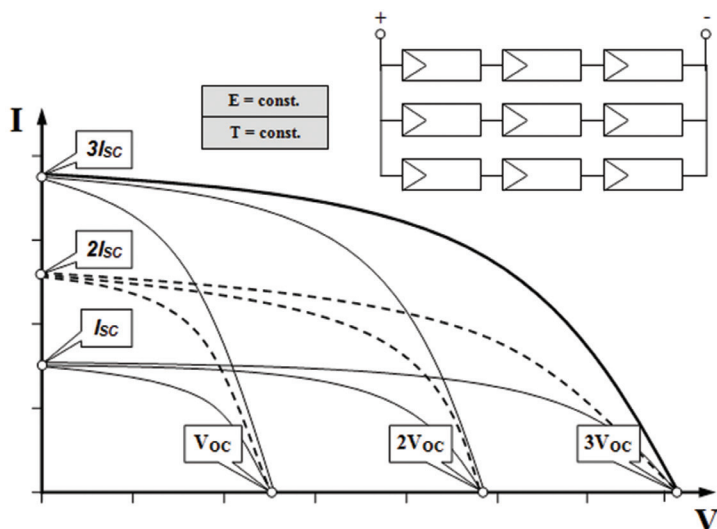 + -
E = const.
T = const.
I
3ISC
2ISC
ISC
VOC
2VOC
3VOC
V